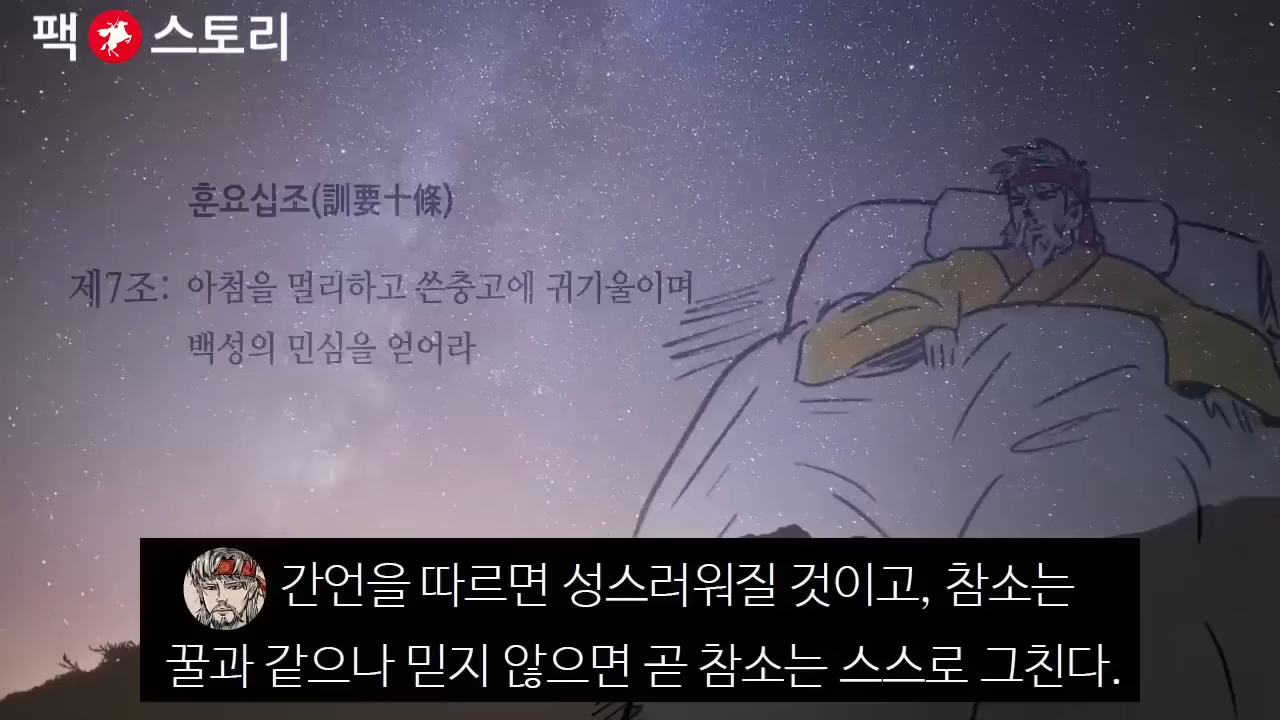 팩 스토리
훈요십조(訓要十條)
제7조: 아첨을 멀리하고 쓴충고에 귀기울이며
백성의 민심을 얻어라
간언을 따르면 성스러워질 것이고, 참소는
꿀과 같으나 믿지 않으면 곧 참소는 스스로 그친다.